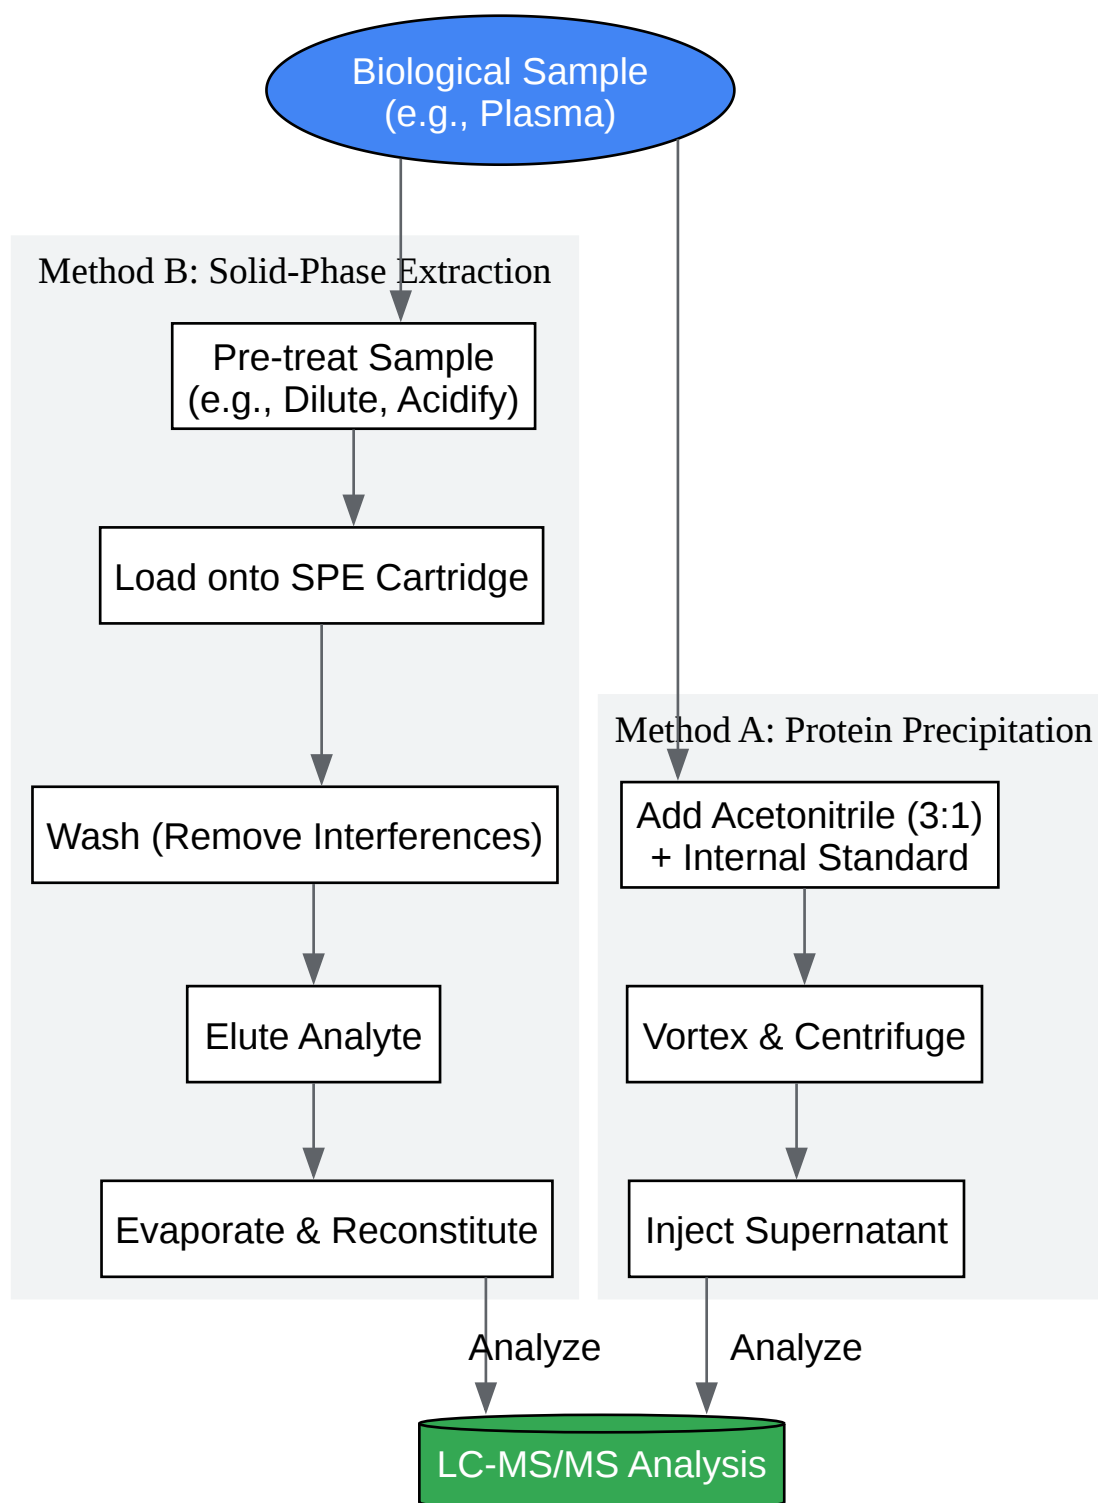 Biological Sample
(e.g., Plasma)
Method B: Solid-Phase Extraction
Pre-treat Sample
(e.g., Dilute, Acidify)
Load onto SPE Cartridge
Wash (Remove Interferences)
Elute Analyte
Evaporate & Reconstitute
Analyze
Method A: Protein Precipitation
Add Acetonitrile (3:1)
+ Internal Standard
Vortex & Centrifuge
Inject Supernatant
Analyze
LC-MS/MS Analysis